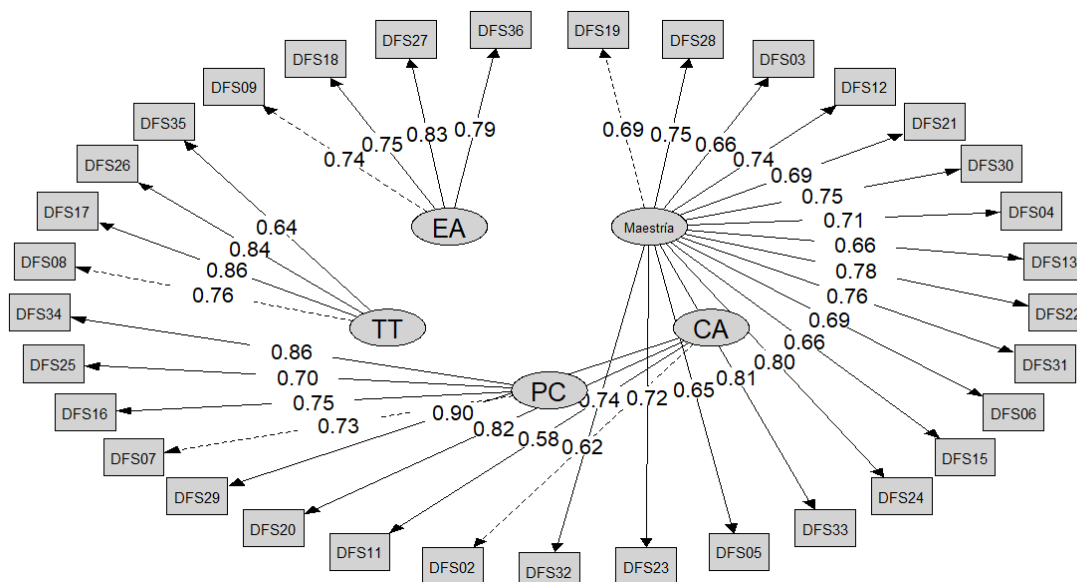 DFS36
DFS19
DFS27
DFS28
DFS18
DFS03
DFS09
DFS12
DFS35
DFS21
DFS26
DFS30
DFS17
DFS04
DFS08
DFS13
DFS34
DFS22
DFS25
DFS31
DFS16
DFS06
DFS07
DFS15
DFS29
DFS24
DFS20
DFS33
DFS11
DFS05
DFS02
DFS23
DFS32
EA
Maestría
TT
CA
PC
0.74
0.75
0.83
0.79
0.69
0.75
0.66
0.74
0.69
0.75
0.71
0.66
0.78
0.76
0.69
0.66
0.80
0.81
0.65
0.72
0.74
0.64
0.84
0.86
0.76
0.86
0.70
0.75
0.73
0.90
0.82
0.58
0.62